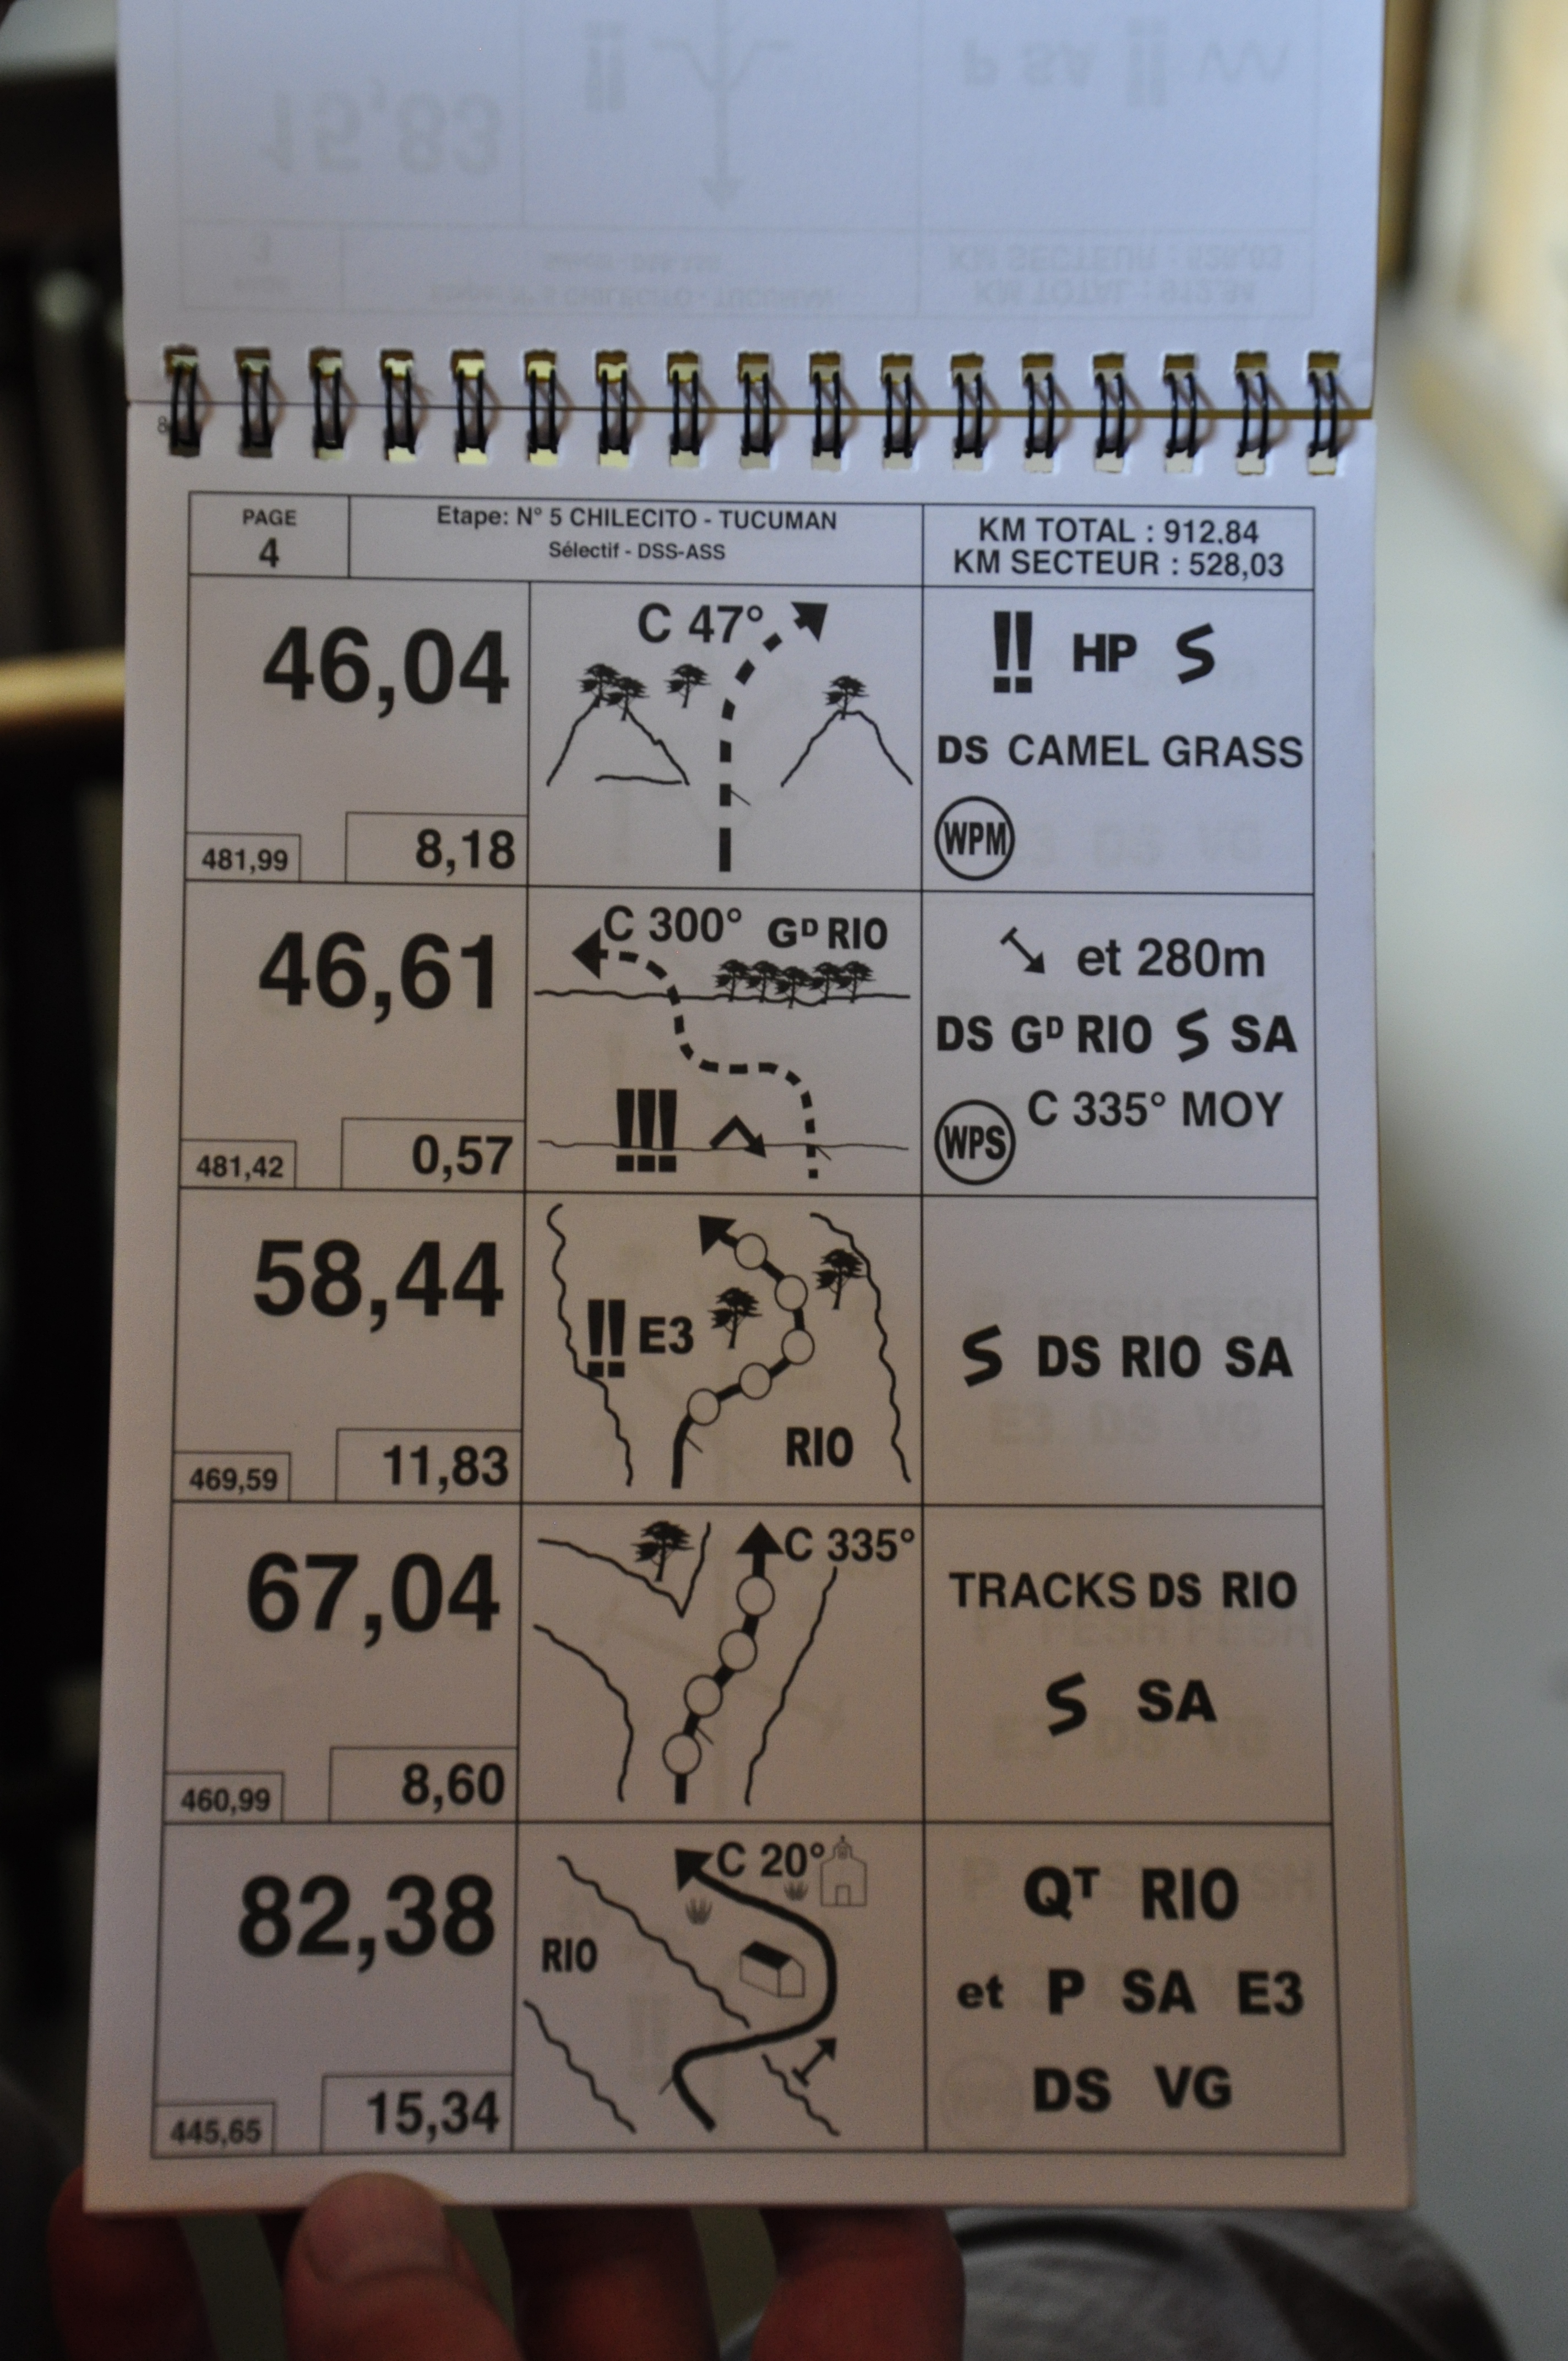 PAGE
4
Etape: N° 5 CHILECITO - TUCUMAN
Sélectif - DSS-ASS
KM TOTAL : 912,84
KM SECTEUR : 528,03
46,04
481,99
8,18
C 47°
!! HP S
DS CAMEL GRASS
WPM
46,61
481,42
0,57
C 300° Gᴰ RIO
!!!
et 280m
DS Gᴰ RIO S SA
C 335° MOY
WPS
58,44
469,59
11,83
!! E3
RIO
S DS RIO SA
67,04
460,99
8,60
C 335°
TRACKS DS RIO
S SA
82,38
445,65
15,34
C 20°
RIO
Qᵀ RIO
et P SA E3
DS VG